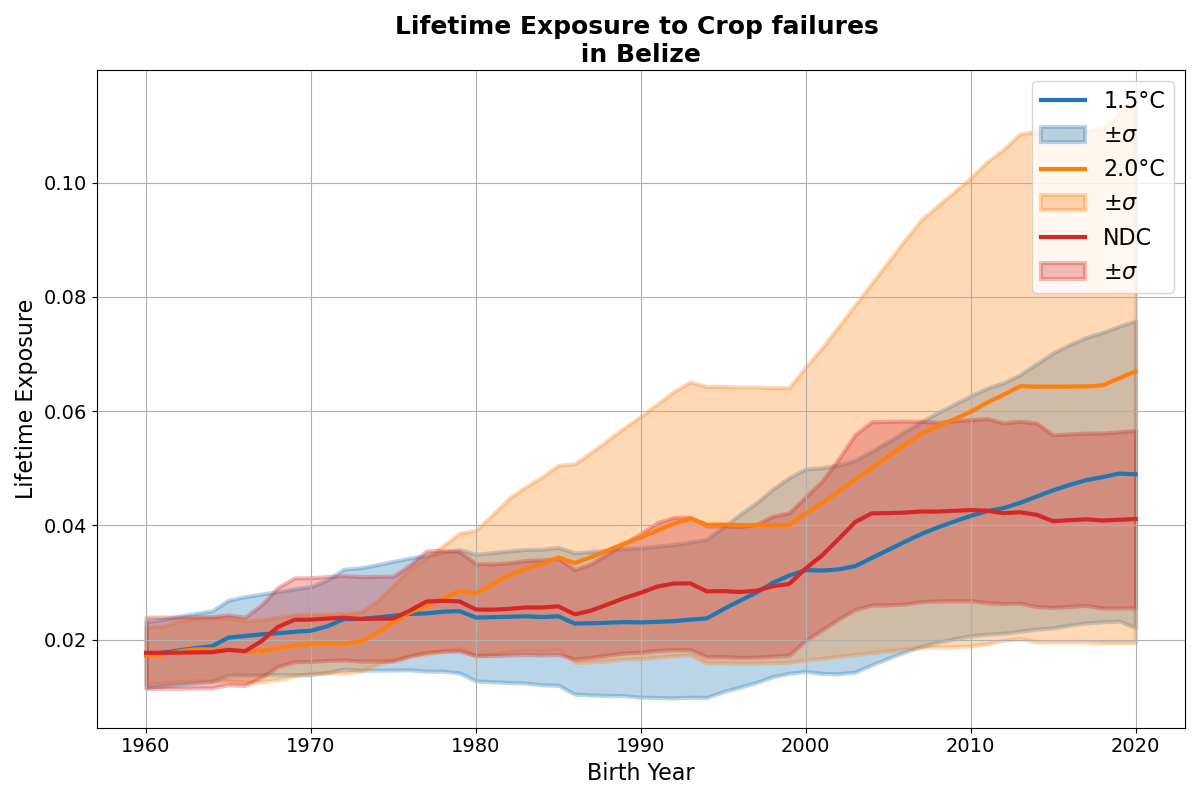 Lifetime Exposure to Crop failures
in Belize
1.5°C
±σ
2.0°C
±σ
NDC
±σ
Lifetime Exposure
0.10
0.08
0.06
0.04
0.02
1960 1970 1980 1990 2000 2010 2020
Birth Year